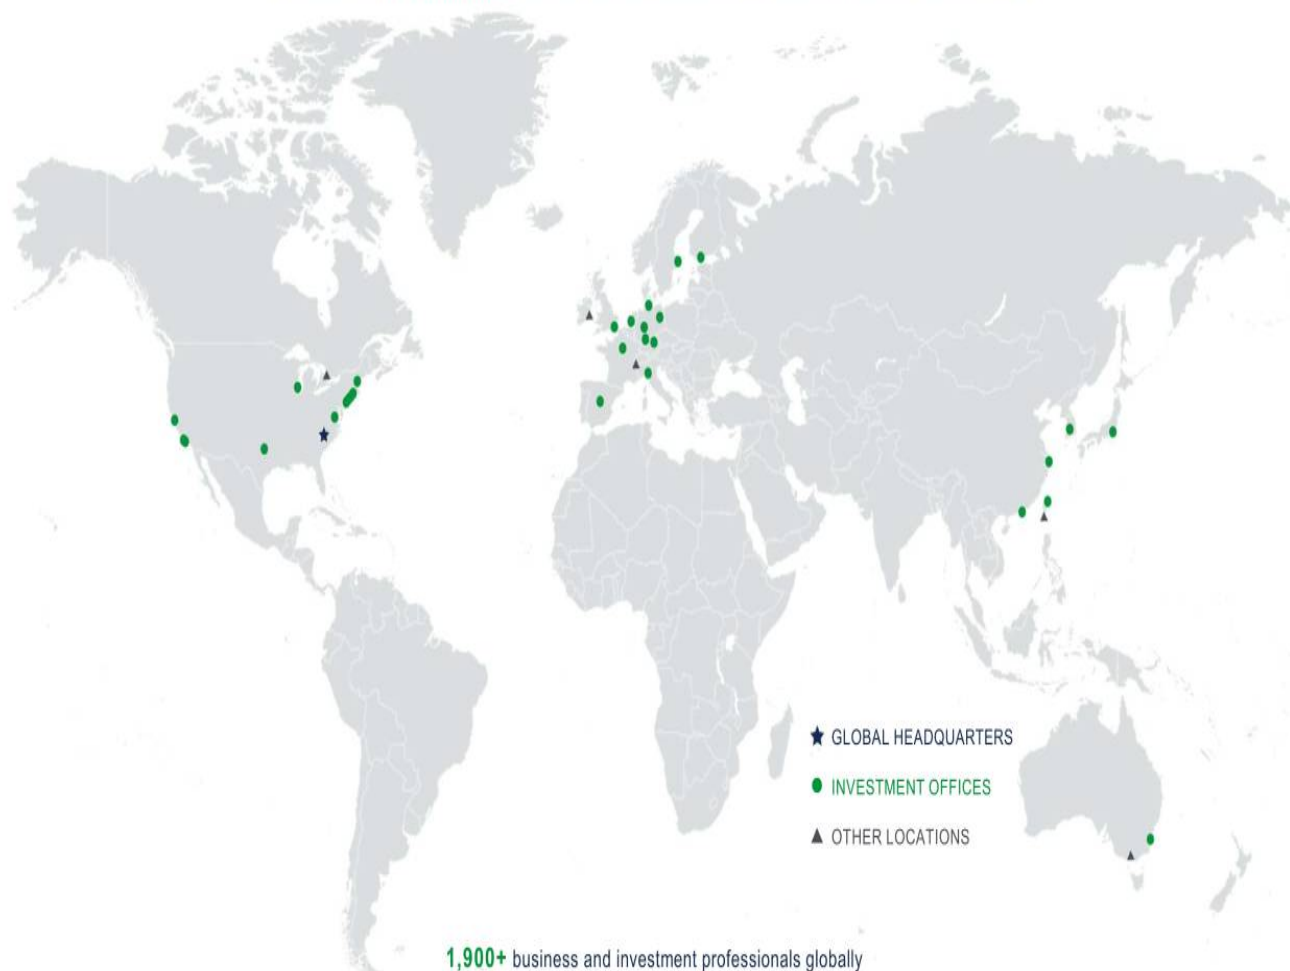 GLOBAL HEADQUARTERS
INVESTMENT OFFICES
OTHER LOCATIONS
1,900+ business and investment professionals globally